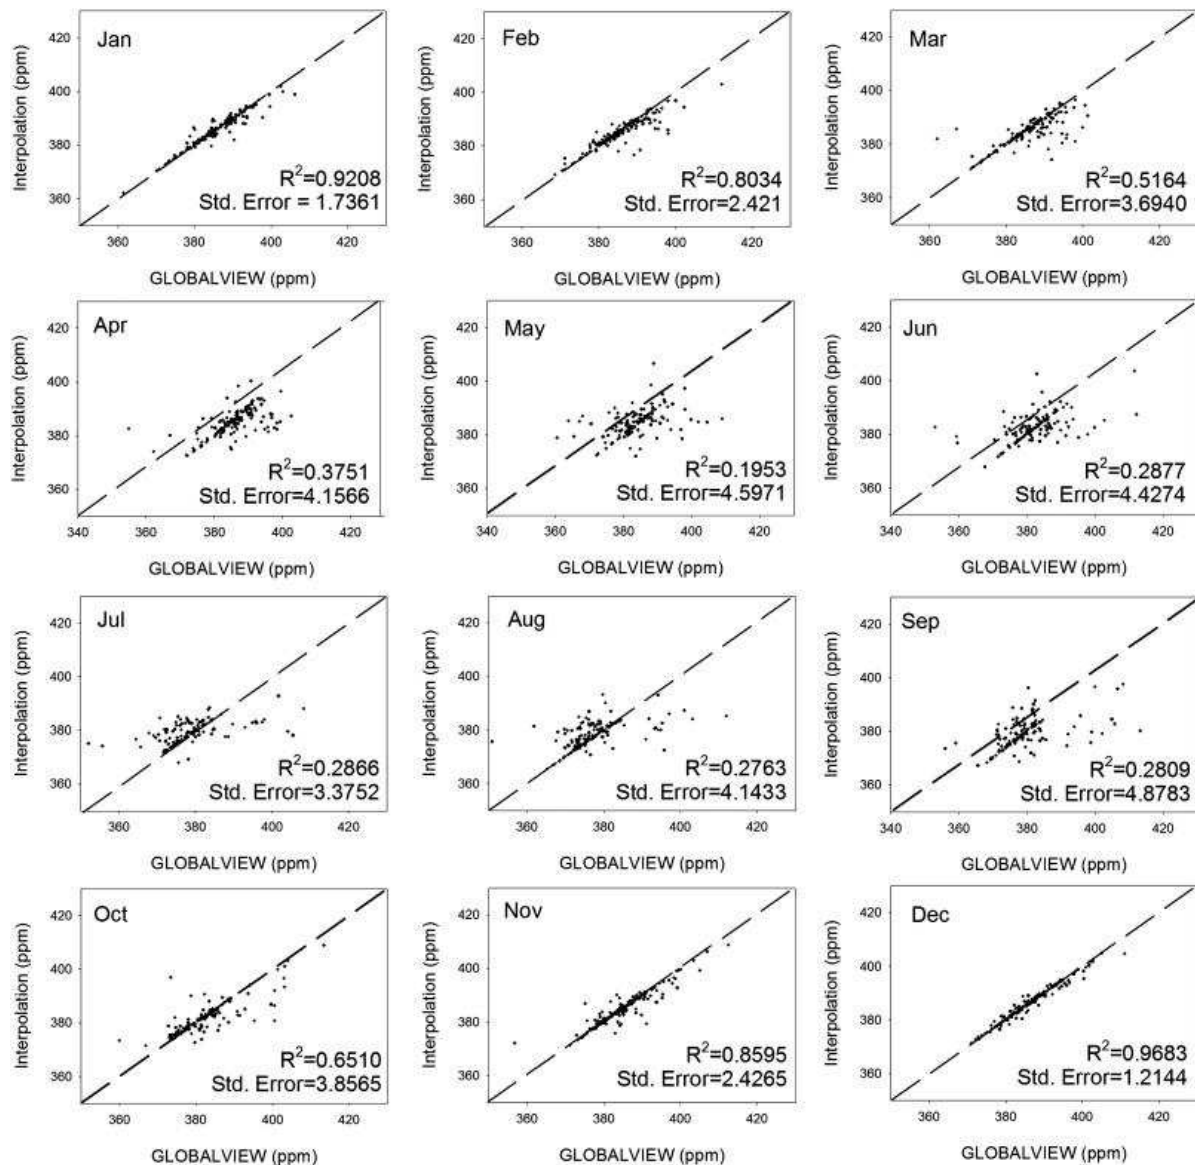 Jan
Interpolation (ppm)
420
400
380
360
R²=0.9208
Std. Error = 1.7361
360 380 400 420
GLOBALVIEW (ppm)
Feb
Interpolation (ppm)
420
400
380
360
R²=0.8034
Std. Error=2.421
360 380 400 420
GLOBALVIEW (ppm)
Mar
Interpolation (ppm)
420
400
380
360
R²=0.5164
Std. Error=3.6940
360 380 400 420
GLOBALVIEW (ppm)
Apr
Interpolation (ppm)
420
400
380
360
R²=0.3751
Std. Error=4.1566
340 360 380 400 420
GLOBALVIEW (ppm)
May
Interpolation (ppm)
420
400
380
360
R²=0.1953
Std. Error=4.5971
340 360 380 400 420
GLOBALVIEW (ppm)
Jun
Interpolation (ppm)
420
400
380
360
R²=0.2877
Std. Error=4.4274
340 360 380 400 420
GLOBALVIEW (ppm)
Jul
Interpolation (ppm)
420
400
380
360
R²=0.2866
Std. Error=3.3752
360 380 400 420
GLOBALVIEW (ppm)
Aug
Interpolation (ppm)
420
400
380
360
R²=0.2763
Std. Error=4.1433
360 380 400 420
GLOBALVIEW (ppm)
Sep
Interpolation (ppm)
420
400
380
360
R²=0.2809
Std. Error=4.8783
340 360 380 400 420
GLOBALVIEW (ppm)
Oct
Interpolation (ppm)
420
400
380
360
R²=0.6510
Std. Error=3.8565
360 380 400 420
GLOBALVIEW (ppm)
Nov
Interpolation (ppm)
420
400
380
360
R²=0.8595
Std. Error=2.4265
360 380 400 420
GLOBALVIEW (ppm)
Dec
Interpolation (ppm)
420
400
380
360
R²=0.9683
Std. Error=1.2144
360 380 400 420
GLOBALVIEW (ppm)